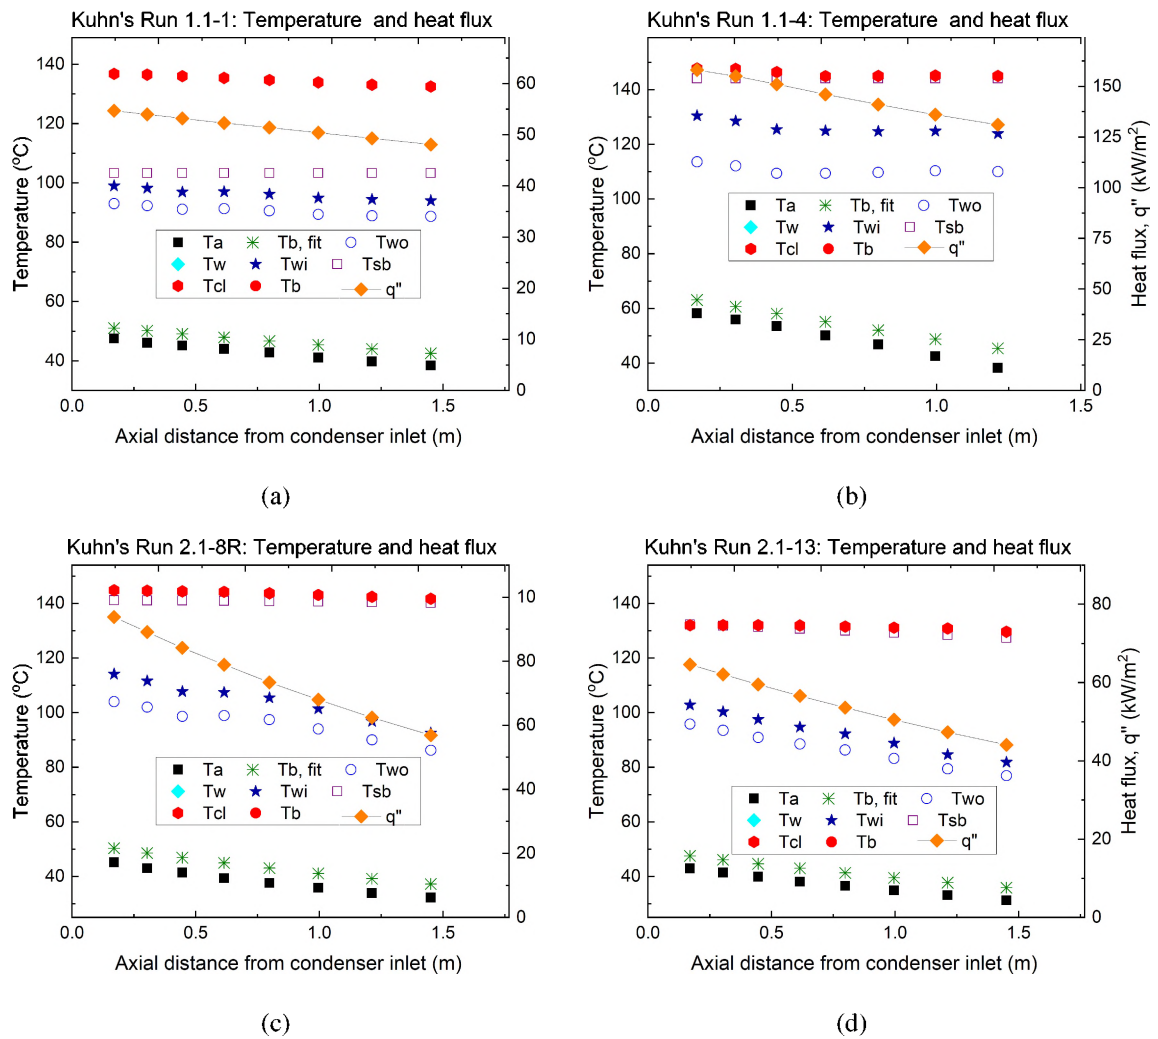 Kuhn's Run 1.1-1: Temperature and heat flux
Temperature (°C)
140
120
100
80
60
40
60
50
40
30
20
10
0
Ta Tb, fit Two
Tw Twi Tsb
Tcl Tb q"
0.0 0.5 1.0 1.5
Axial distance from condenser inlet (m)
(a)
Kuhn's Run 1.1-4: Temperature and heat flux
Temperature (°C)
140
120
100
80
60
40
Heat flux, q" (kW/m²)
150
125
100
75
50
25
0
Ta Tb, fit Two
Tw Twi Tsb
Tcl Tb q"
0.0 0.5 1.0 1.5
Axial distance from condenser inlet (m)
(b)
Kuhn's Run 2.1-8R: Temperature and heat flux
Temperature (°C)
140
120
100
80
60
40
100
80
60
40
20
0
Ta Tb, fit Two
Tw Twi Tsb
Tcl Tb q"
0.0 0.5 1.0 1.5
Axial distance from condenser inlet (m)
(c)
Kuhn's Run 2.1-13: Temperature and heat flux
Temperature (°C)
140
120
100
80
60
40
Heat flux, q" (kW/m²)
80
60
40
20
0
Ta Tb, fit Two
Tw Twi Tsb
Tcl Tb q"
0.0 0.5 1.0 1.5
Axial distance from condenser inlet (m)
(d)